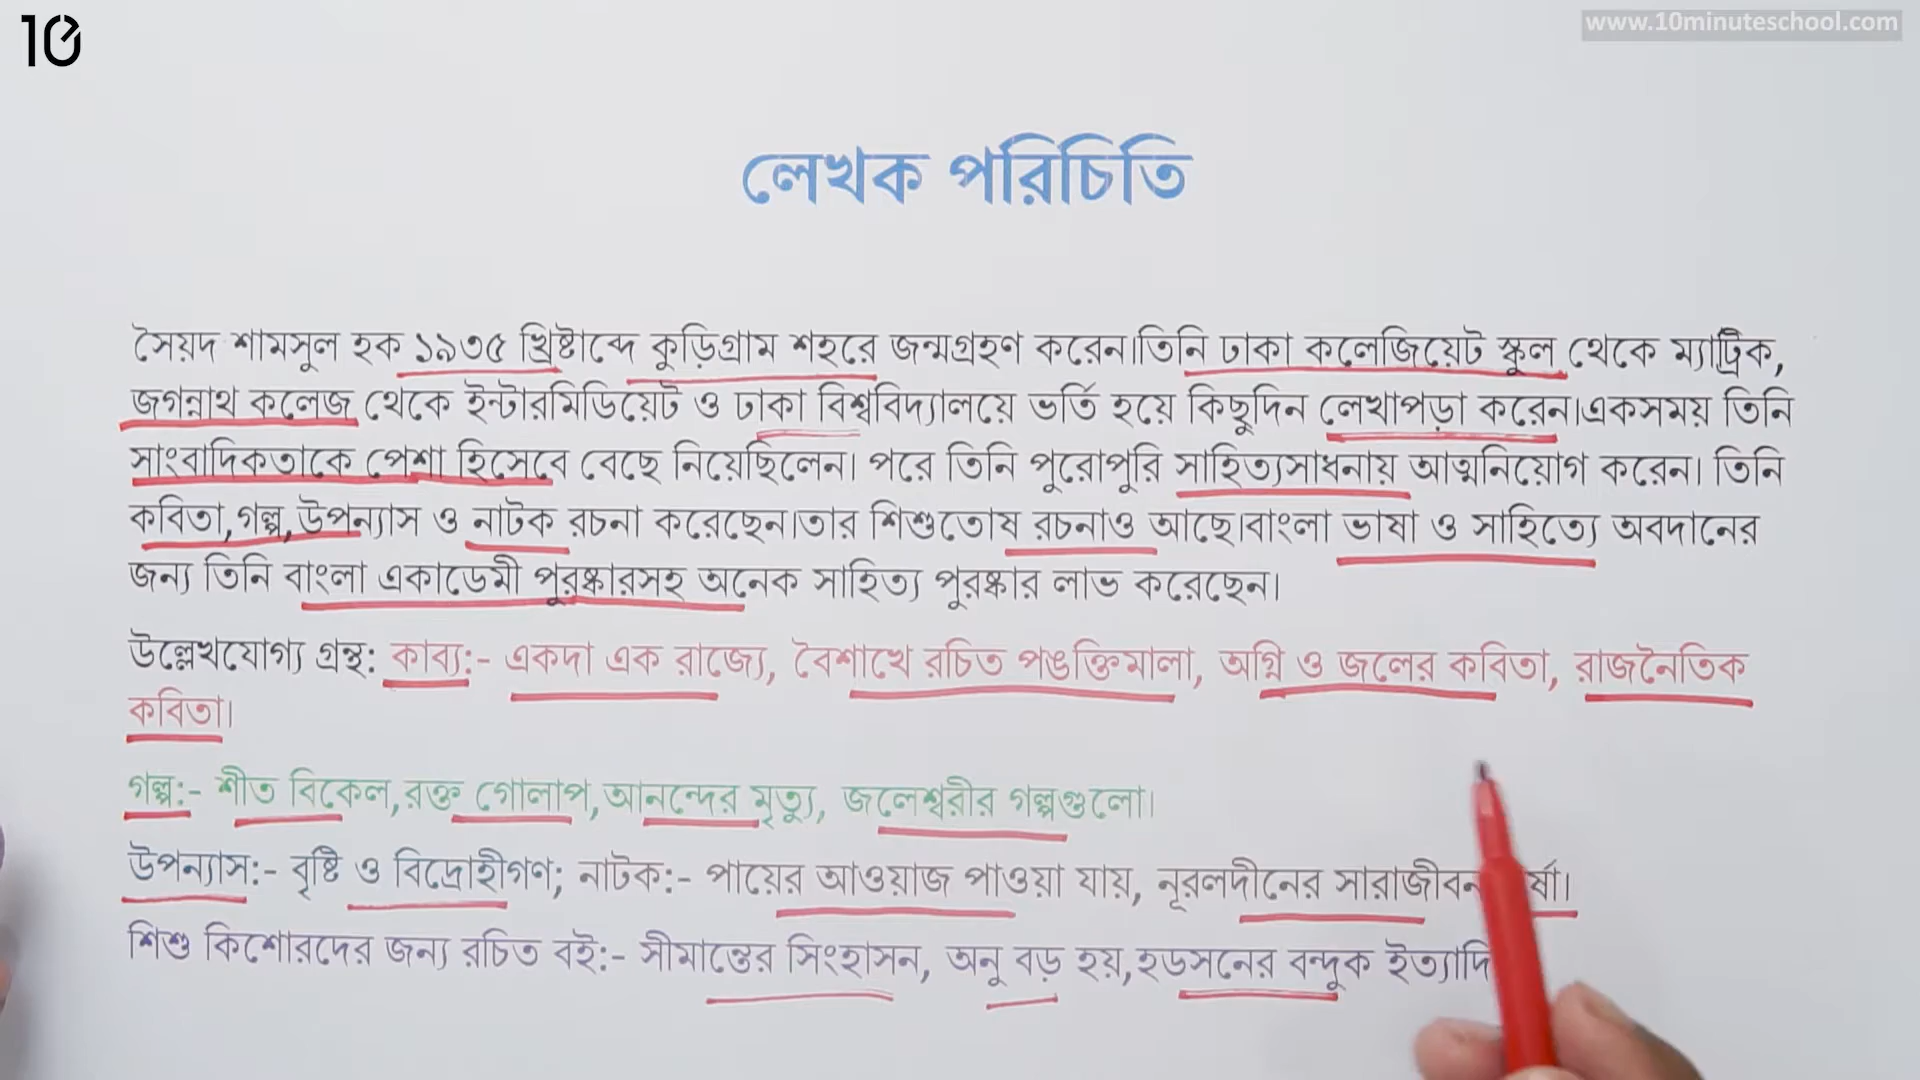 10
www.10minuteschool.com
লেখক পরিচিতি
সৈয়দ শামসুল হক ১৯৩৫ খ্রিষ্টাব্দে কুড়িগ্রাম শহরে জন্মগ্রহণ করেন।তিনি ঢাকা কলেজিয়েট স্কুল থেকে ম্যাট্রিক,
জগন্নাথ কলেজ থেকে ইন্টারমিডিয়েট ও ঢাকা বিশ্ববিদ্যালয়ে ভর্তি হয়ে কিছুদিন লেখাপড়া করেন।একসময় তিনি
সাংবাদিকতাকে পেশা হিসেবে বেছে নিয়েছিলেন। পরে তিনি পুরোপুরি সাহিত্যসাধনায় আত্মনিয়োগ করেন। তিনি
কবিতা,গল্প,উপন্যাস ও নাটক রচনা করেছেন।তার শিশুতোষ রচনাও আছে।বাংলা ভাষা ও সাহিত্যে অবদানের
জন্য তিনি বাংলা একাডেমী পুরষ্কারসহ অনেক সাহিত্য পুরষ্কার লাভ করেছেন।
উল্লেখযোগ্য গ্রন্থ: কাব্য:- একদা এক রাজ্যে, বৈশাখে রচিত পঙক্তিমালা, অগ্নি ও জলের কবিতা, রাজনৈতিক
কবিতা।
গল্প:- শীত বিকেল,রক্ত গোলাপ,আনন্দের মৃত্যু, জলেশ্বরীর গল্পগুলো।
উপন্যাস:- বৃষ্টি ও বিদ্রোহীগণ; নাটক:- পায়ের আওয়াজ পাওয়া যায়, নূরলদীনের
শিশু কিশোরদের জন্য রচিত বই:- সীমান্তের সিংহাসন, অনু বড় হয়,হডসনের বন্দুক ইত্যাদি